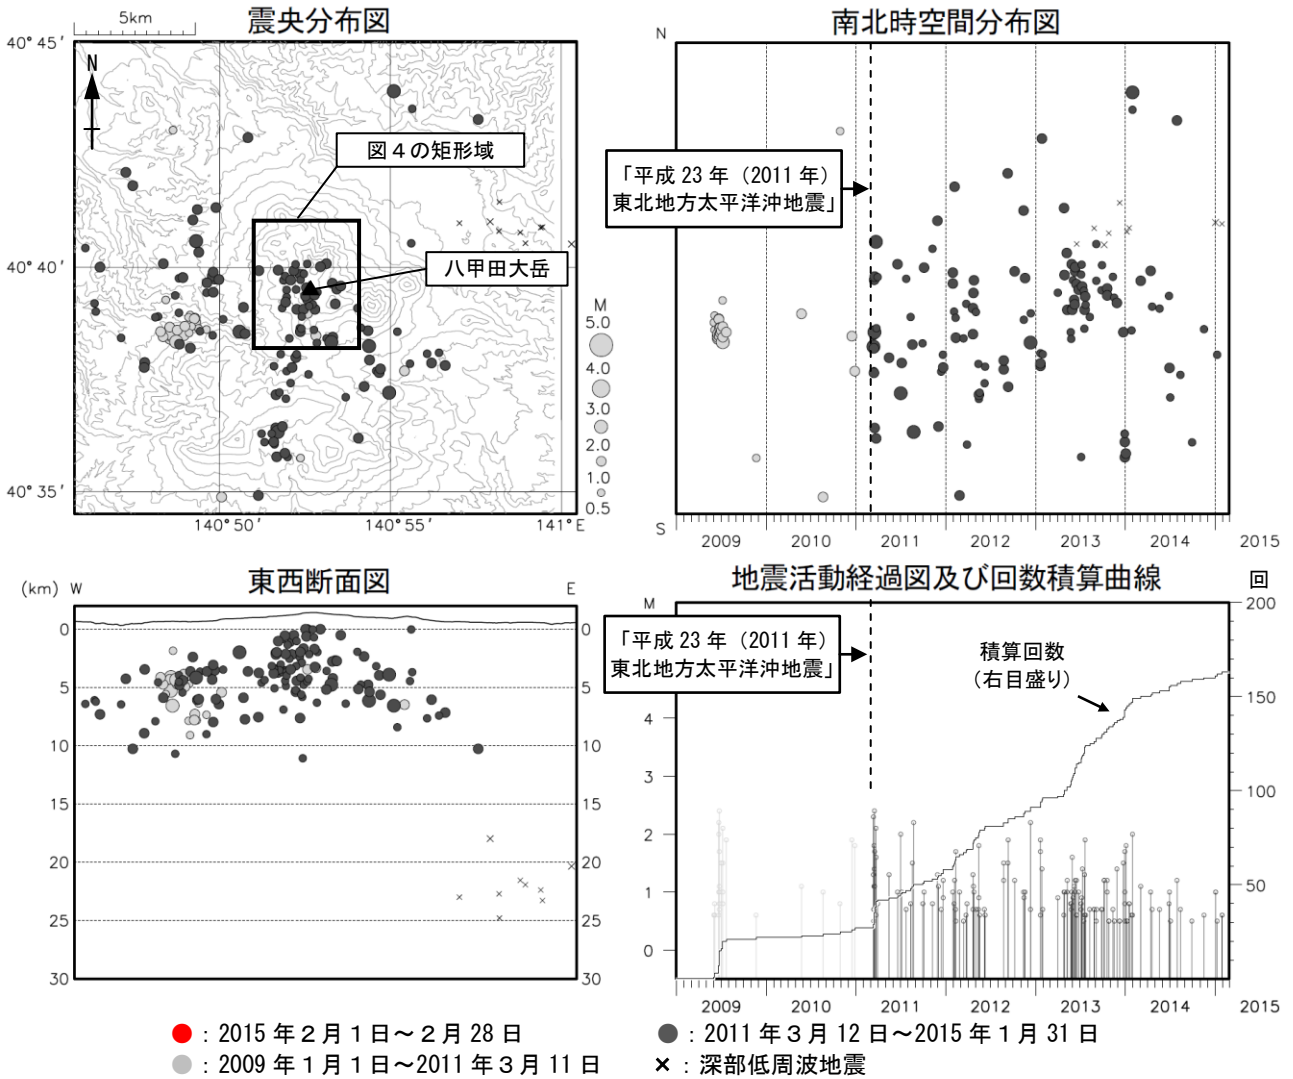 震央分布図
5km
40°45′
N
図４の矩形域
40°40′
八甲田大岳
M
5.0
4.0
3.0
2.0
1.0
0.5
40°35′
140°50′
140°55′
141°E
南北時空間分布図
N
「平成 23 年（2011 年）
東北地方太平洋沖地震」
S
2009
2010
2011
2012
2013
2014
2015
東西断面図
(km)
W
E
0
0
5
5
10
10
15
15
20
20
25
25
30
30
地震活動経過図及び回数積算曲線
回
M
200
「平成 23 年（2011 年）
東北地方太平洋沖地震」
積算回数
（右目盛り）
150
4
100
3
2
50
1
0
2009
2010
2011
2012
2013
2014
2015
：2015 年２月１日～２月 28 日
：2011 年３月 12 日～2015 年１月 31 日
：2009 年１月１日～2011 年３月 11 日
×：深部低周波地震